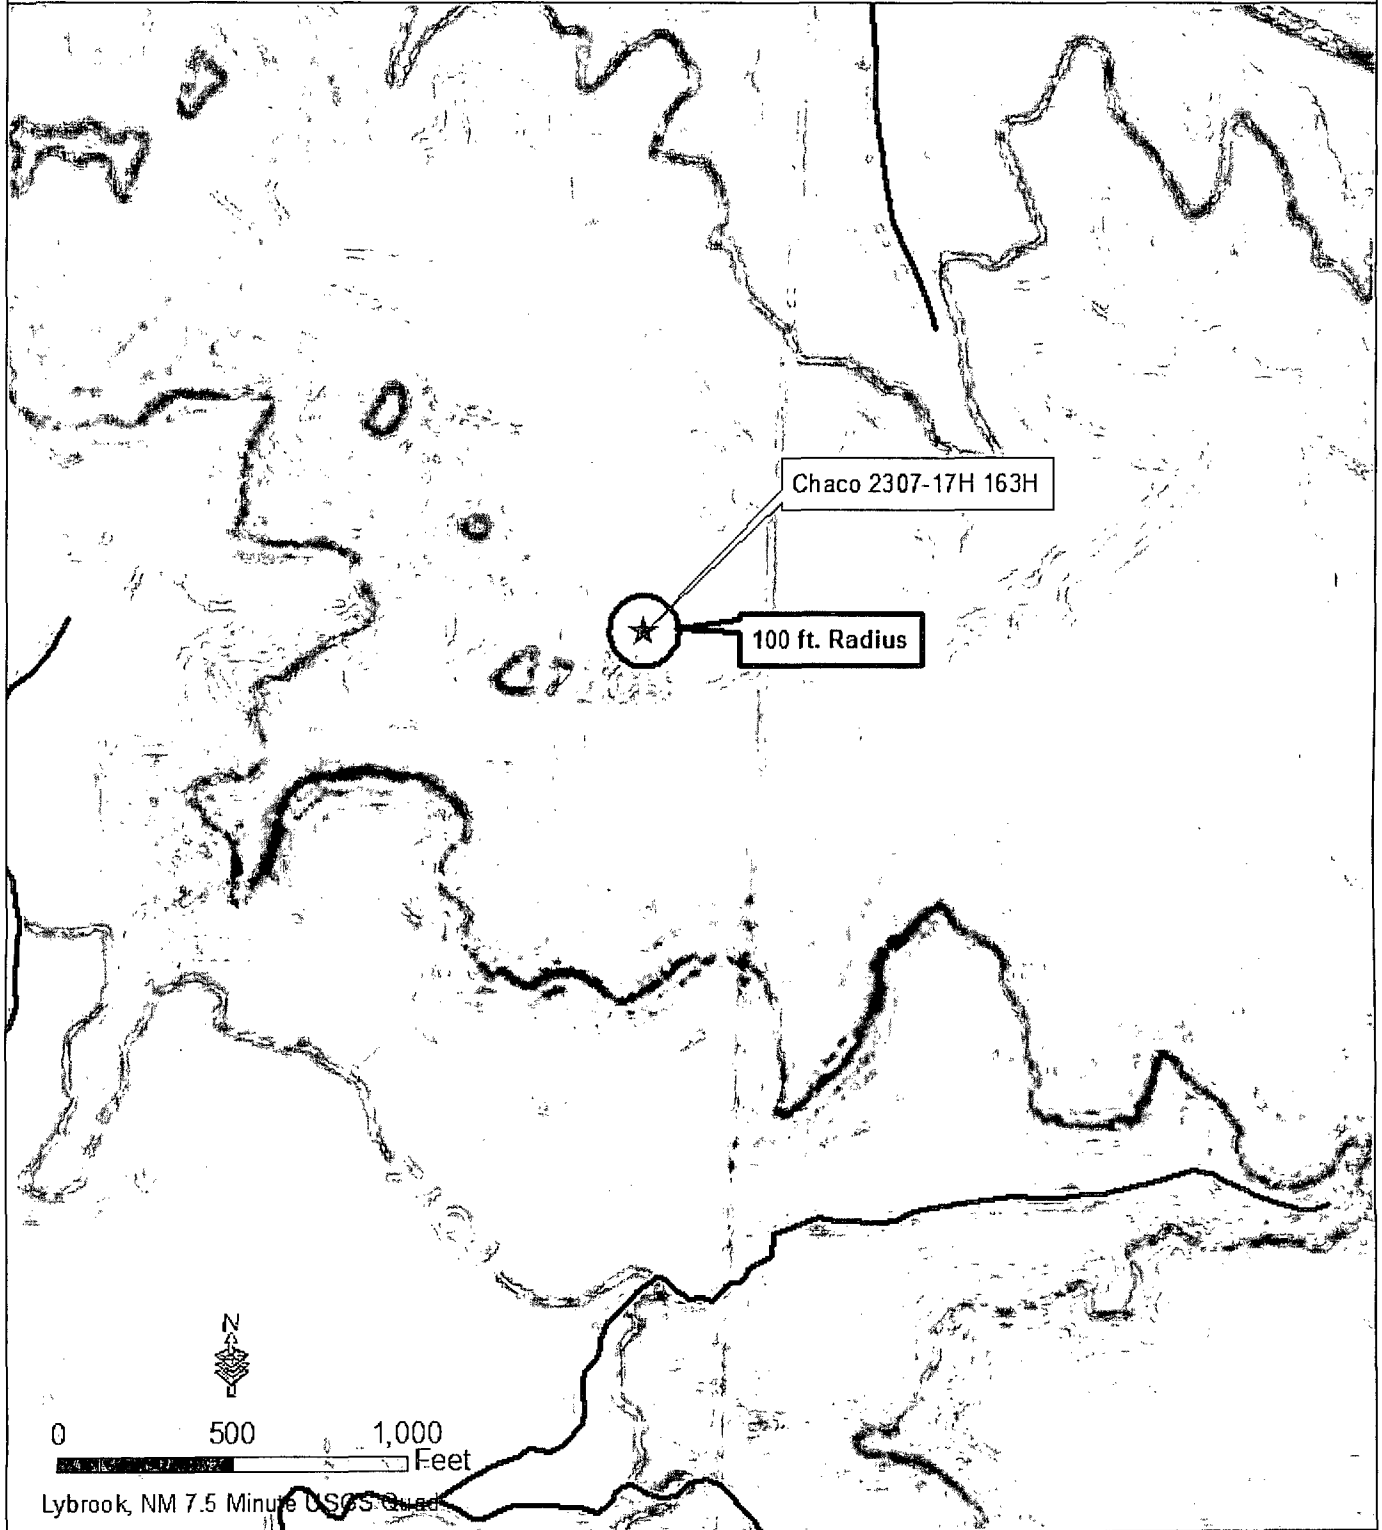 Chaco 2307-17H 163H
100 ft. Radius
N
0 500 1,000
Feet
Lybrook, NM 7.5 Minute USGS Quad